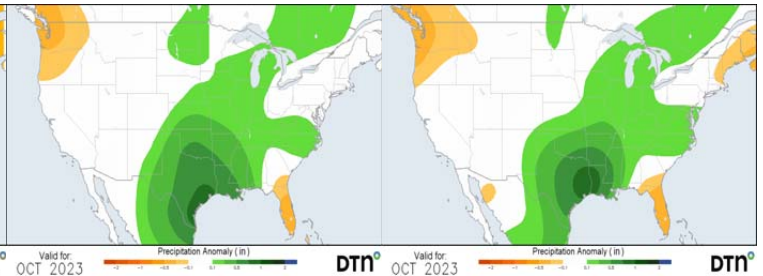 Valid for:
OCT 2023
Precipitation Anomaly ( in )
DTN
Valid for:
OCT 2023
Precipitation Anomaly ( in )
DTN